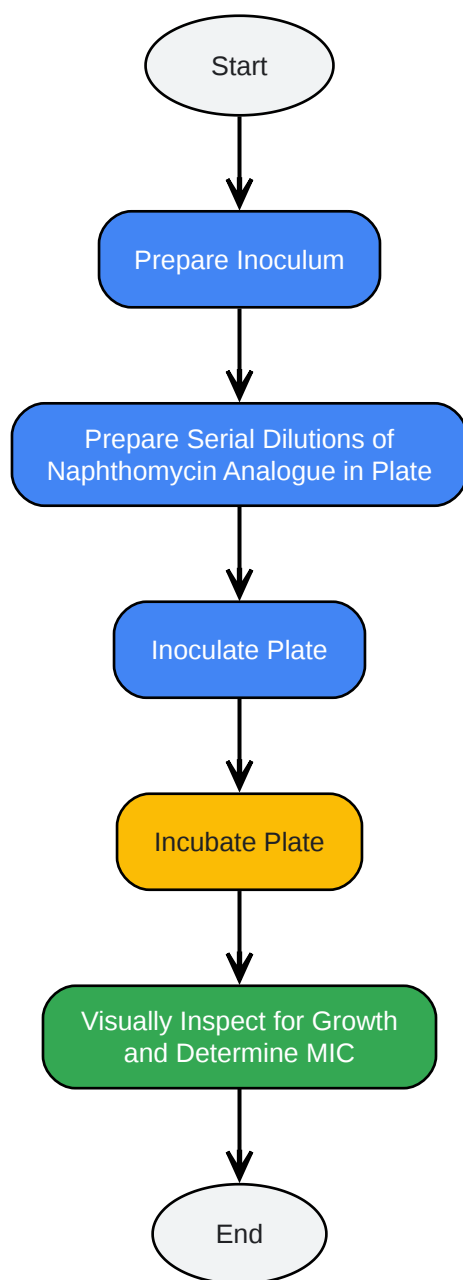 Start
Prepare Inoculum
Prepare Serial Dilutions of
Naphthomycin Analogue in Plate
Inoculate Plate
Incubate Plate
Visually Inspect for Growth
and Determine MIC
End